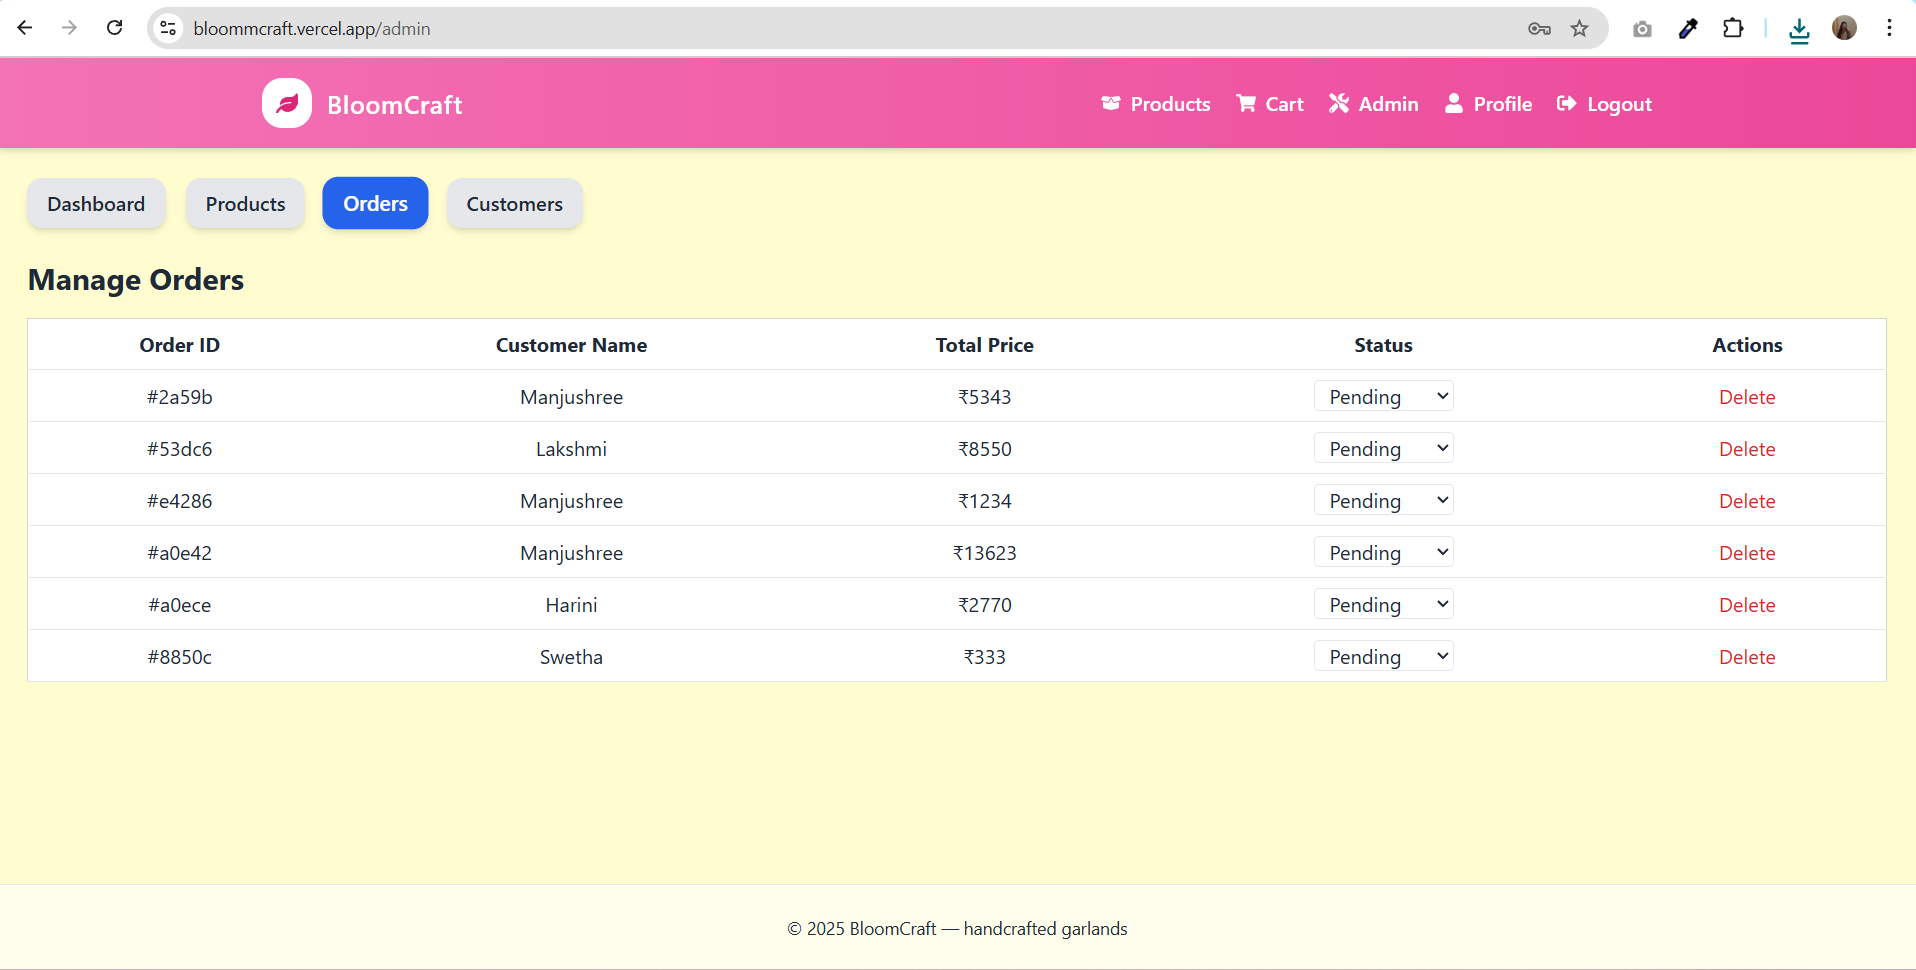 bloommcraft.vercel.app/admin
BloomCraft
Products Cart Admin Profile Logout
Dashboard Products Orders Customers
Manage Orders
Order ID Customer Name Total Price Status Actions
#2a59b Manjushree ₹5343 Pending Delete
#53dc6 Lakshmi ₹8550 Pending Delete
#e4286 Manjushree ₹1234 Pending Delete
#a0e42 Manjushree ₹13623 Pending Delete
#a0ece Harini ₹2770 Pending Delete
#8850c Swetha ₹333 Pending Delete
© 2025 BloomCraft — handcrafted garlands